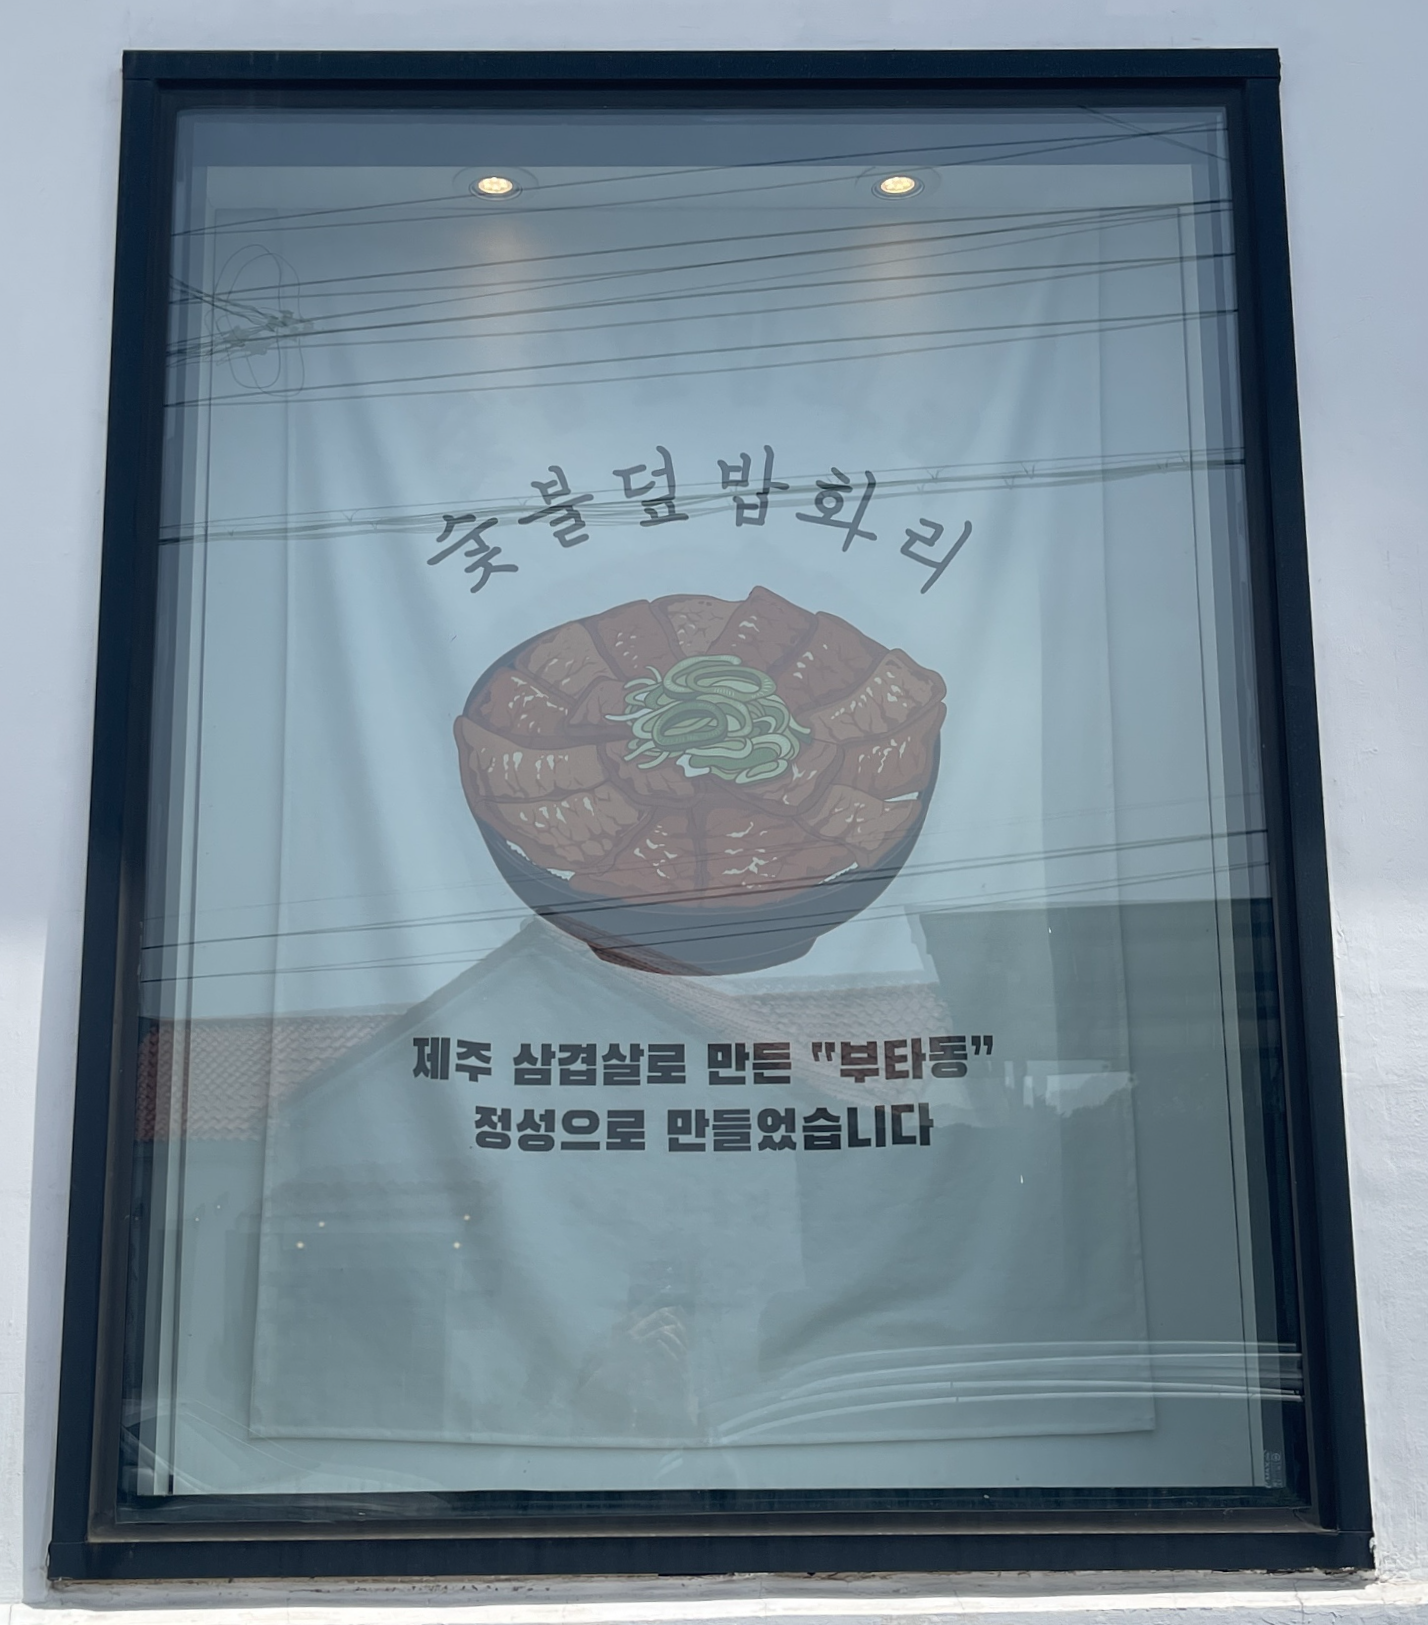 숯불덮밥화리
제주 삼겹살로 만든 "부타동"
정성으로 만들었습니다